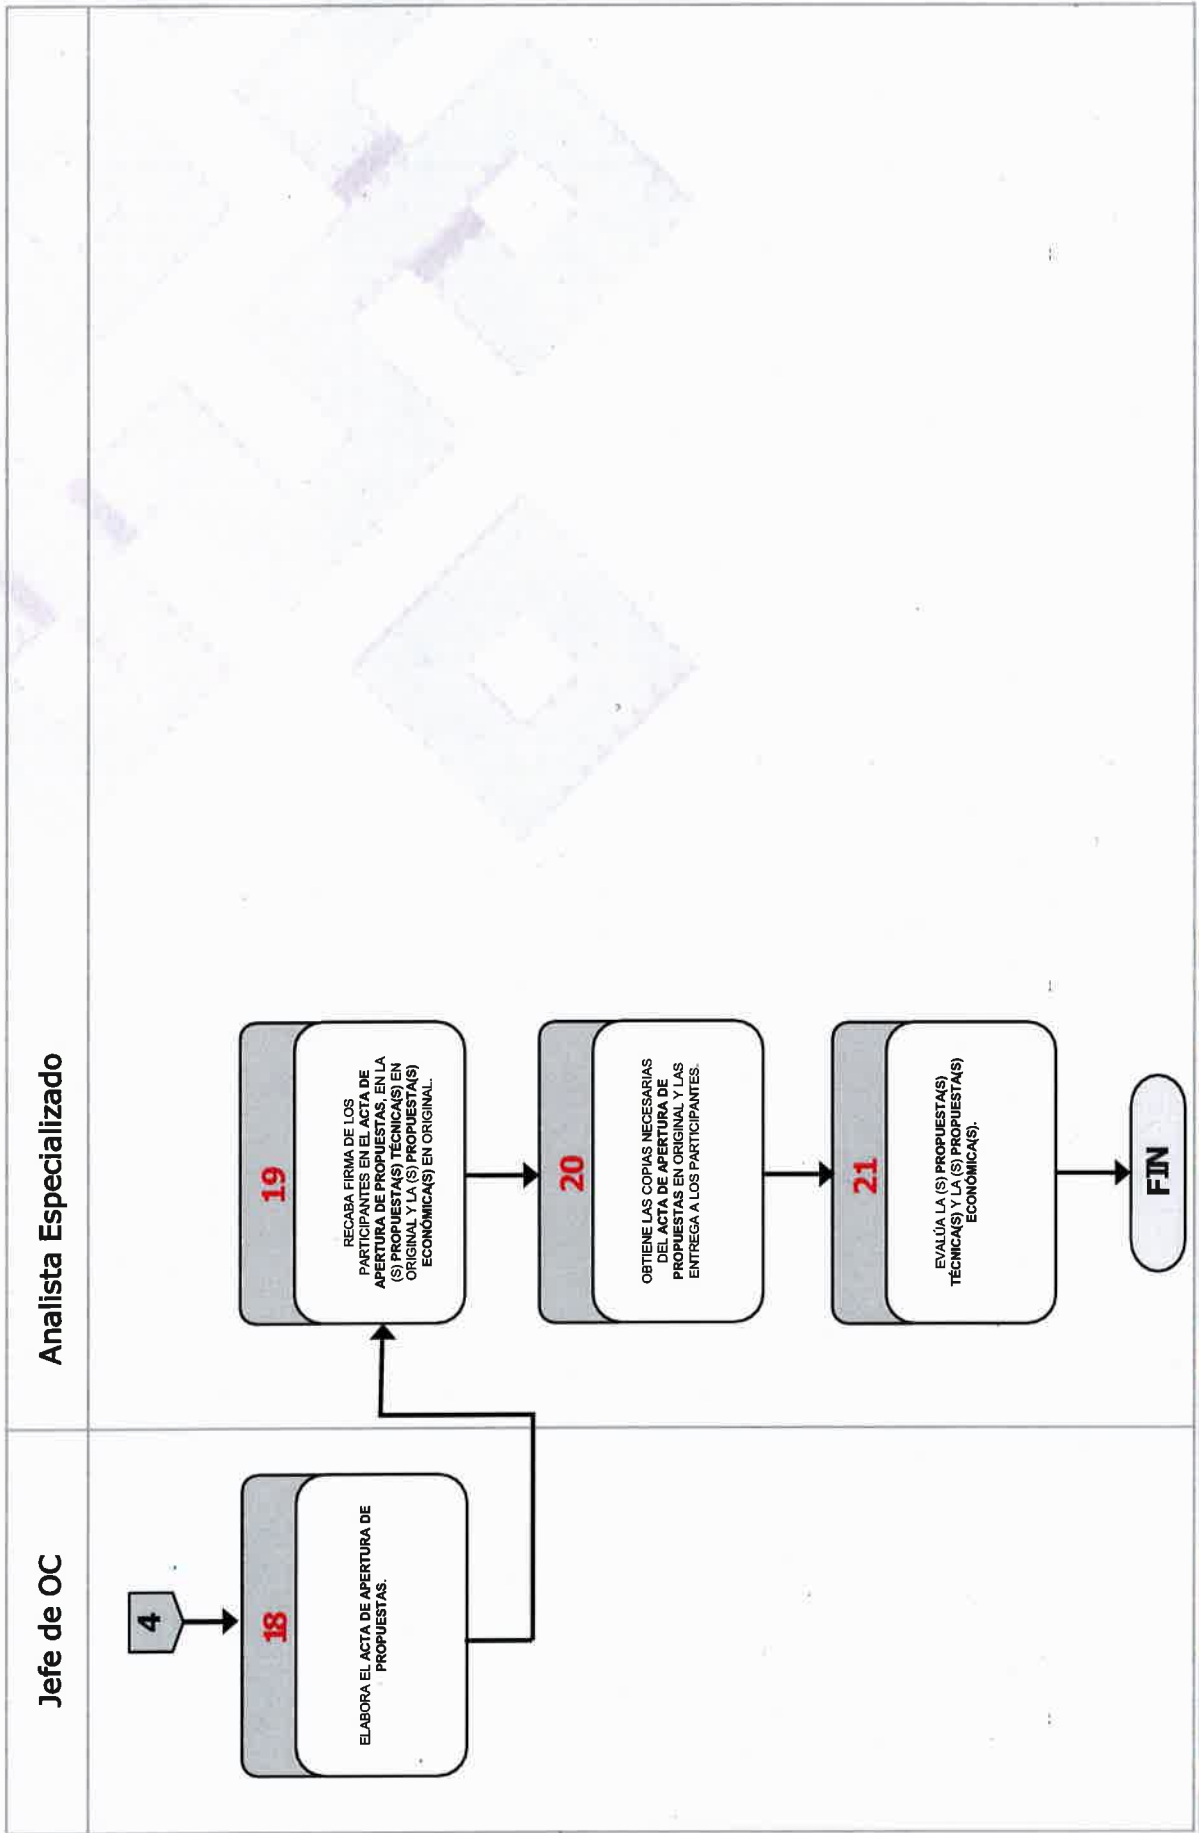 Jefe de OC
Analista Especializado
4
18
ELABORA EL ACTA DE APERTURA DE
PROPUESTAS.
19
RECABA FIRMA DE LOS
PARTICIPANTES EN EL ACTA DE
APERTURA DE PROPUESTAS, EN LA
(S) PROPUESTA(S) TÉCNICA(S) EN
ORIGINAL Y LA (S) PROPUESTA(S)
ECONÓMICA(S) EN ORIGINAL.
20
OBTIENE LAS COPIAS NECESARIAS
DEL ACTA DE APERTURA DE
PROPUESTAS EN ORIGINAL Y LAS
ENTREGA A LOS PARTICIPANTES.
21
EVALÚA LA (S) PROPUESTA(S)
TÉCNICA(S) Y LA (S) PROPUESTA(S)
ECONÓMICA(S).
FIN